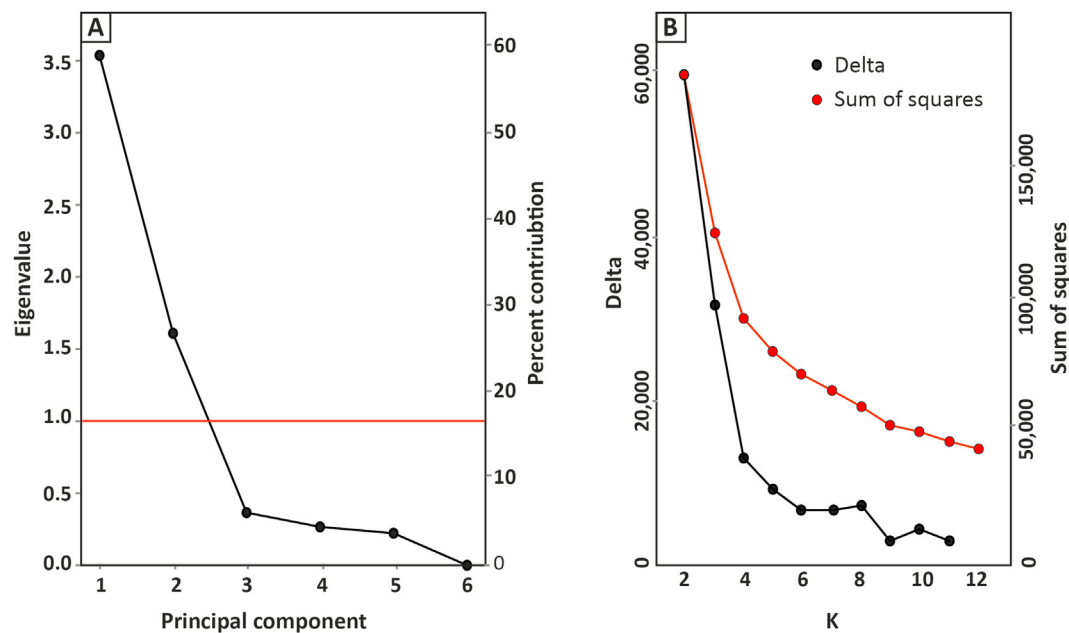 A
3.5
3.0
2.5
2.0
1.5
1.0
0.5
0.0
Eigenvalue
60
50
40
30
20
10
0
Percent contriubtion
1 2 3 4 5 6
Principal component
B
Delta
Sum of squares
60,000
40,000
20,000
0
Delta
150,000
100,000
50,000
0
Sum of squares
2 4 6 8 10 12
K